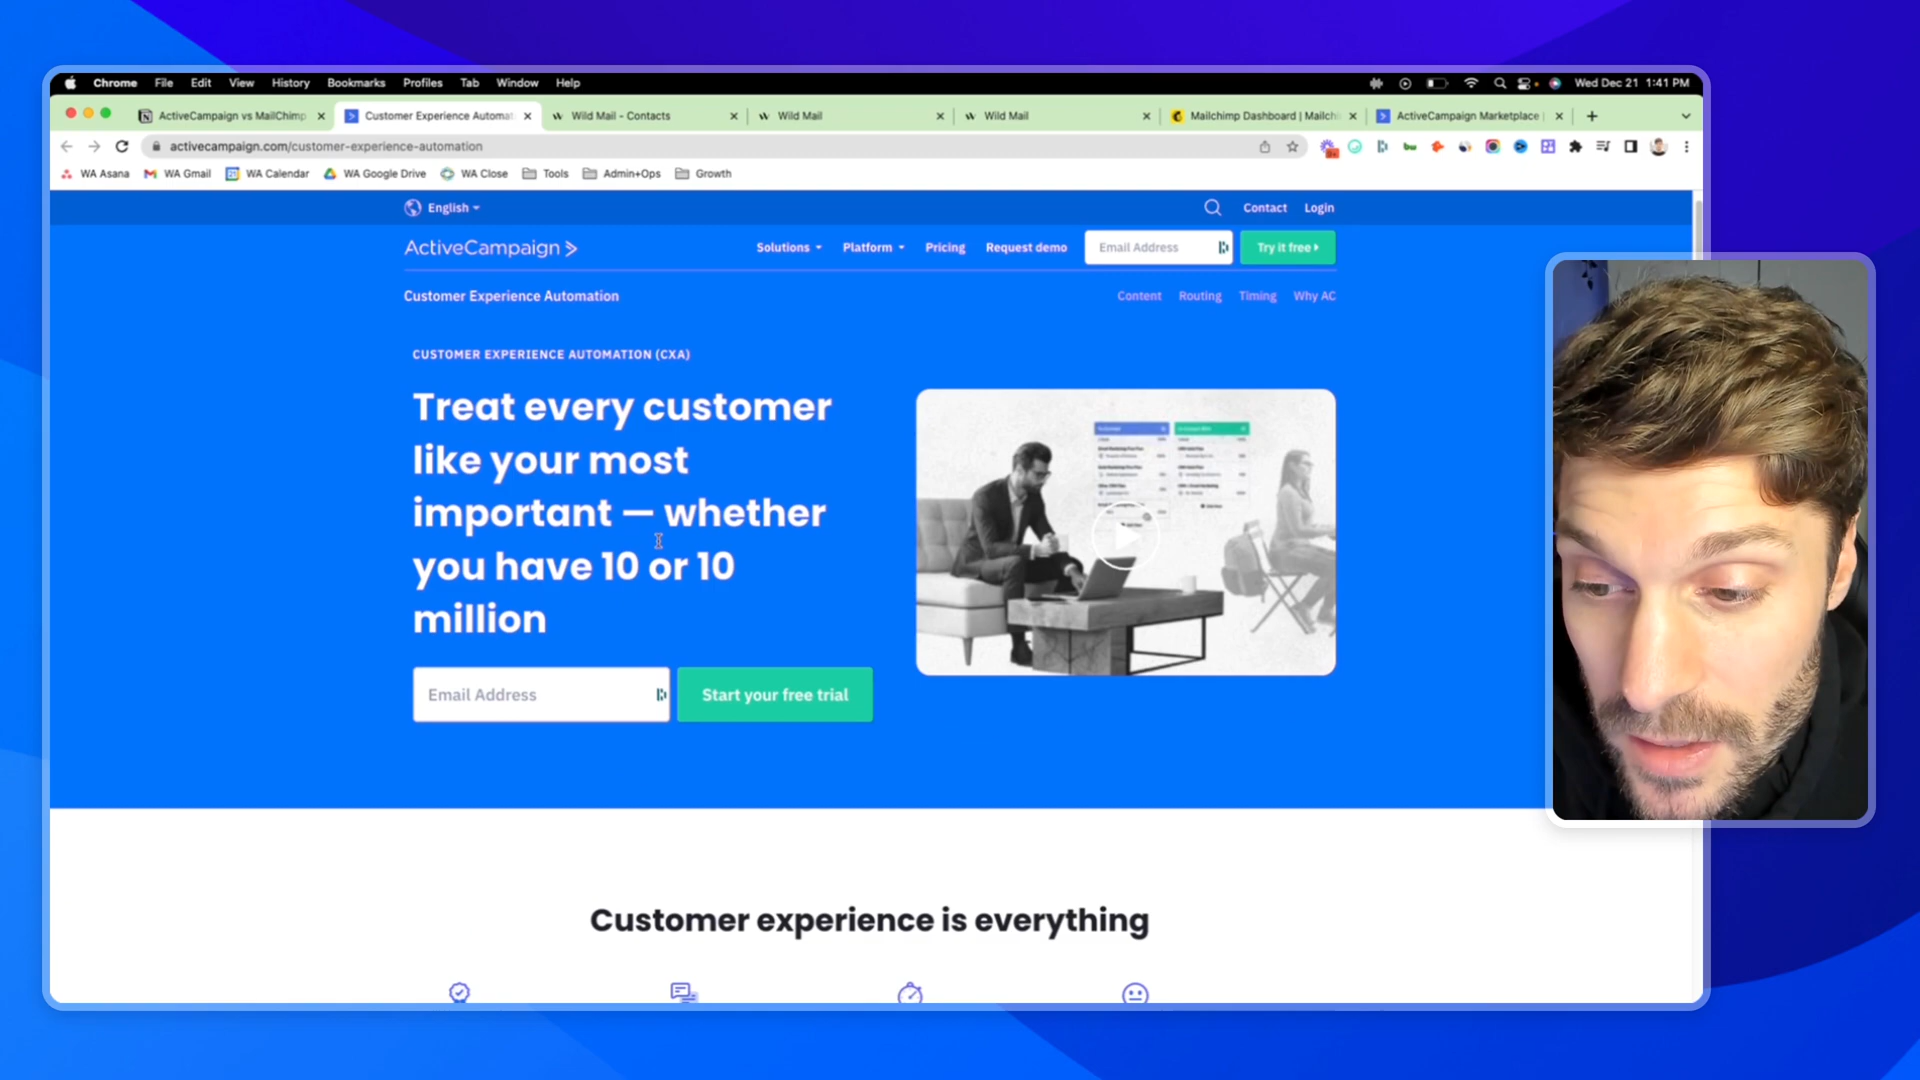 Chrome File Edit View History Bookmarks Profiles Tab Window Help Wed Dec 21 1:41 PM
ActiveCampaign vs MailChimp Customer Experience Automat Wild Mail - Contacts Wild Mail Wild Mail Mailchimp Dashboard | Mailchi ActiveCampaign Marketplace |
activecampaign.com/customer-experience-automation
WA Asana WA Gmail WA Calendar WA Google Drive WA Close Tools Admin+Ops Growth
English Contact Login
ActiveCampaign > Solutions Platform Pricing Request demo Email Address Try it free
Customer Experience Automation Content Routing Timing Why AC
CUSTOMER EXPERIENCE AUTOMATION (CXA)
Treat every customer
like your most
important — whether
you have 10 or 10
million
Email Address Start your free trial
Customer experience is everything